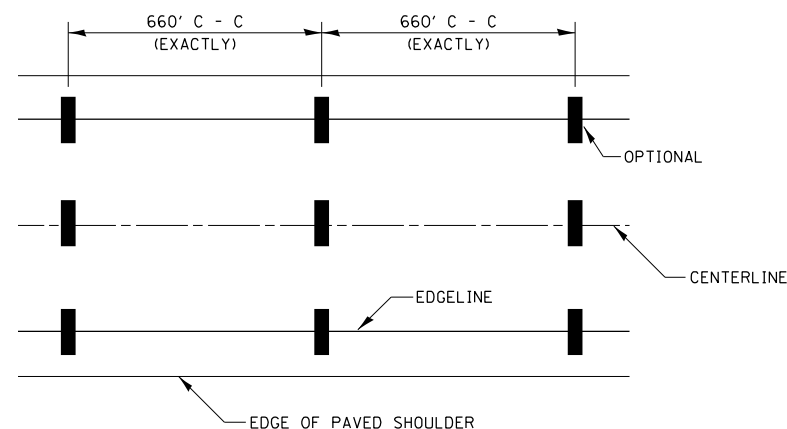 660' C - C
(EXACTLY)
660' C - C
(EXACTLY)
OPTIONAL
CENTERLINE
EDGELINE
EDGE OF PAVED SHOULDER